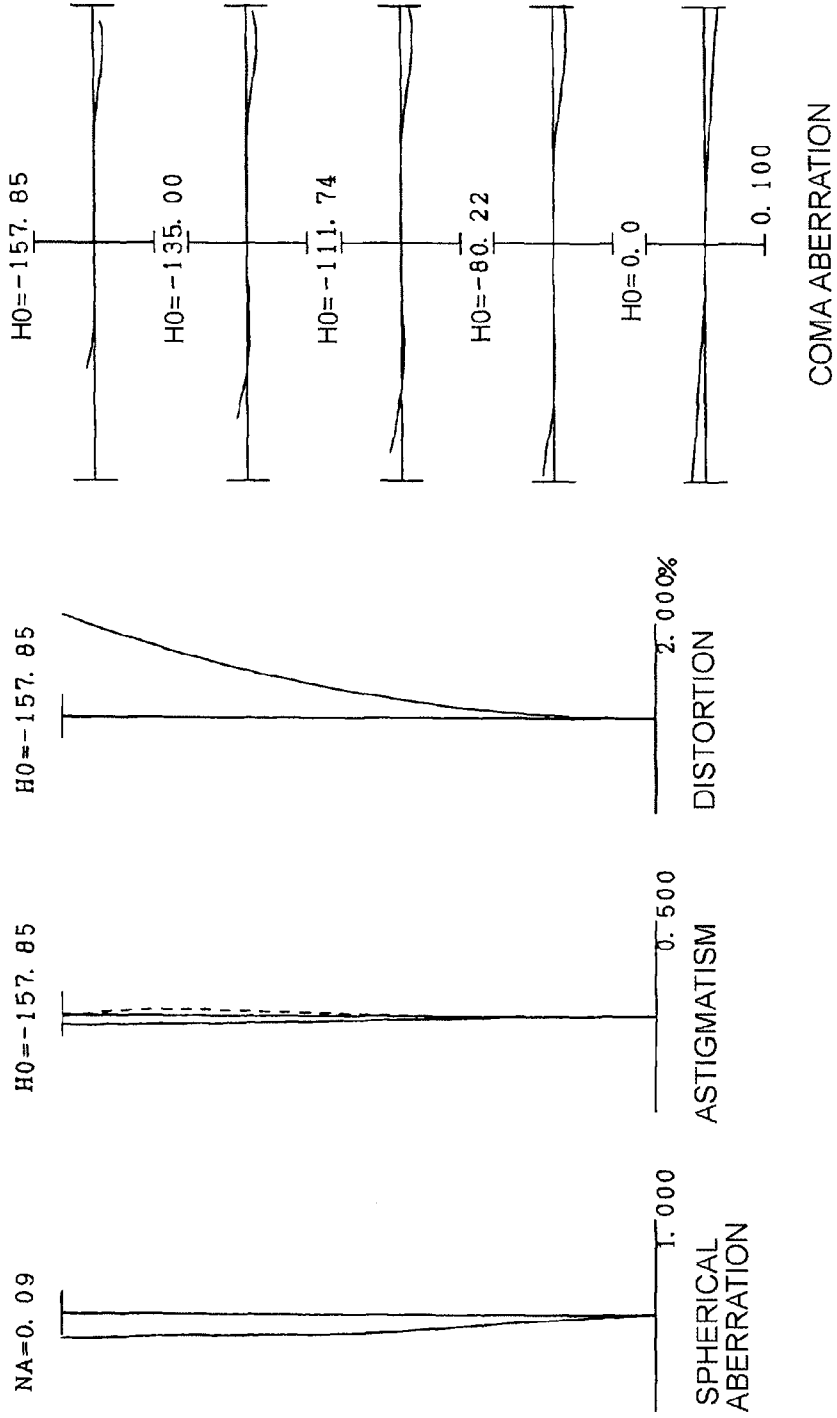 NA=0. 09
1. 000
SPHERICAL
ABERRATION
H0=-157. 85
0. 500
ASTIGMATISM
H0=-157. 85
2. 000%
DISTORTION
H0=-157. 85
H0=-135. 00
H0=-111. 74
H0=-80. 22
H0=0. 0
0. 100
COMA ABERRATION